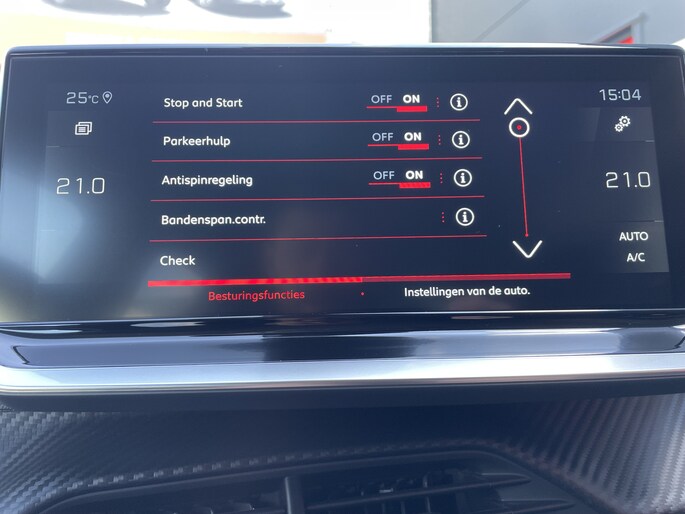 25°C 15:04
Stop and Start OFF ON
Parkeerhulp OFF ON
21.0 Antispinregeling OFF ON 21.0
Bandenspan.contr.
AUTO
Check A/C
Besturingsfuncties Instellingen van de auto.